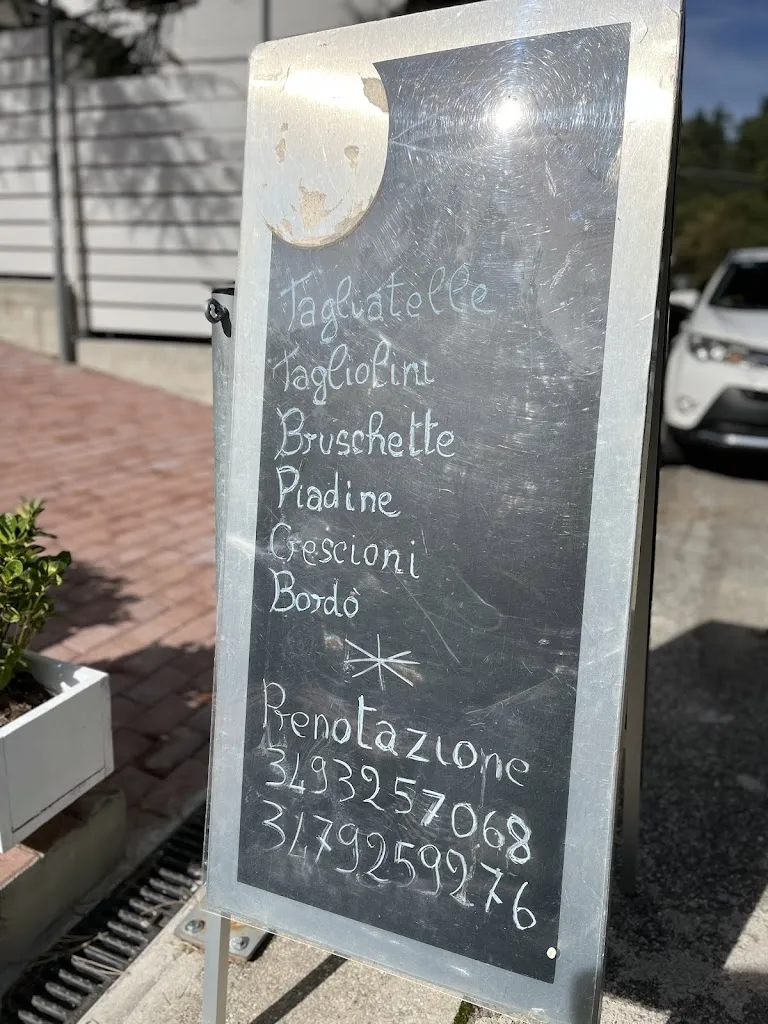 Tagliatelle
Tagliolini
Bruschette
Piadine
Crescioni
Bordò
Prenotazione
3493257068
3479259276